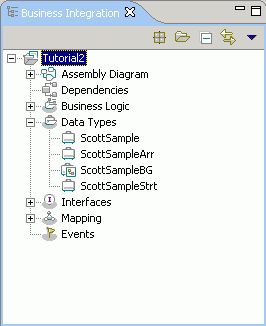 Business Integration
Tutorial2
Assembly Diagram
Dependencies
Business Logic
Data Types
ScottSample
ScottSampleArr
ScottSampleBG
ScottSampleStrt
Interfaces
Mapping
Events